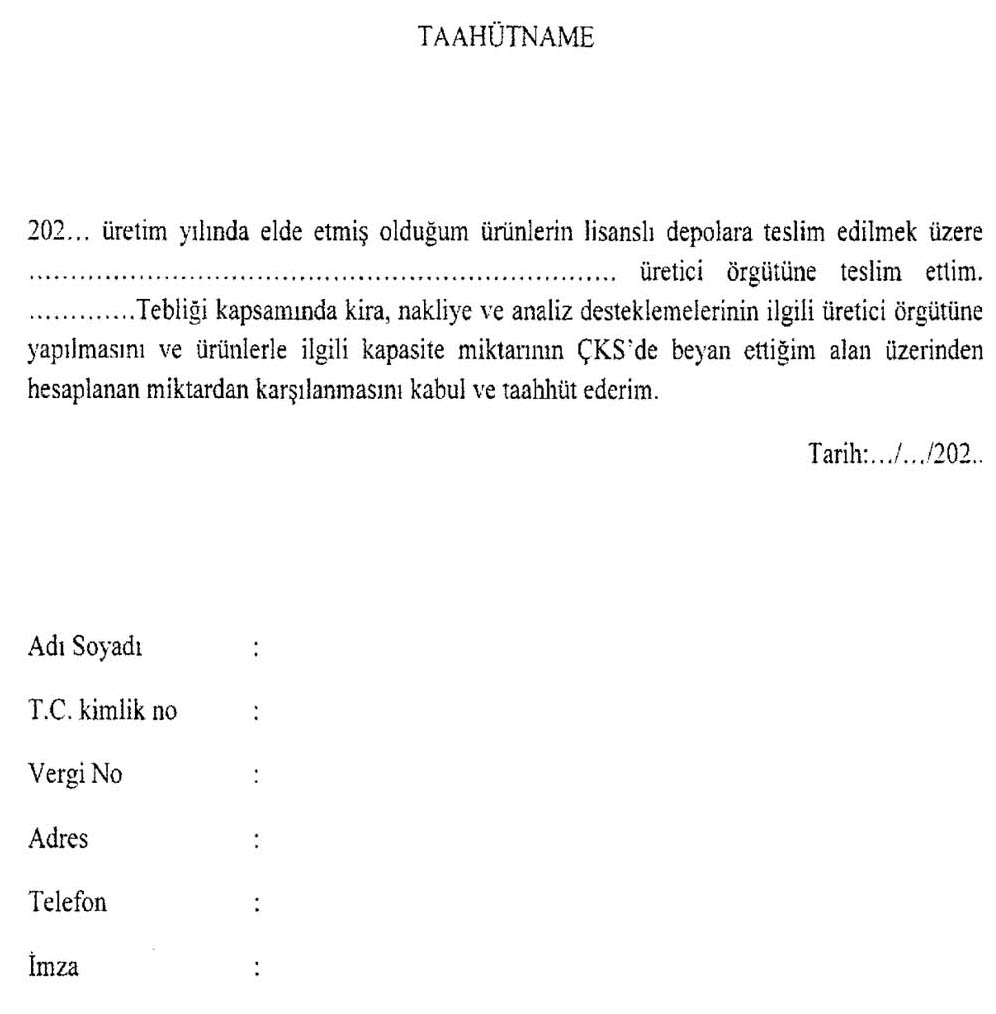 TAAHÜTNAME
202... üretim yılında elde etmiş olduğum ürünlerin lisanslı depolara teslim edilmek üzere
....................................................................... üretici örgütüne teslim ettim.
.............Tebliği kapsamında kira, nakliye ve analiz desteklemelerinin ilgili üretici örgütüne
yapılmasını ve ürünlerle ilgili kapasite miktarının ÇKS'de beyan ettiğim alan üzerinden
hesaplanan miktardan karşılanmasını kabul ve taahhüt ederim.
Tarih:.../.../202..
Adı Soyadı :
T.C. kimlik no :
Vergi No :
Adres :
Telefon :
İmza :